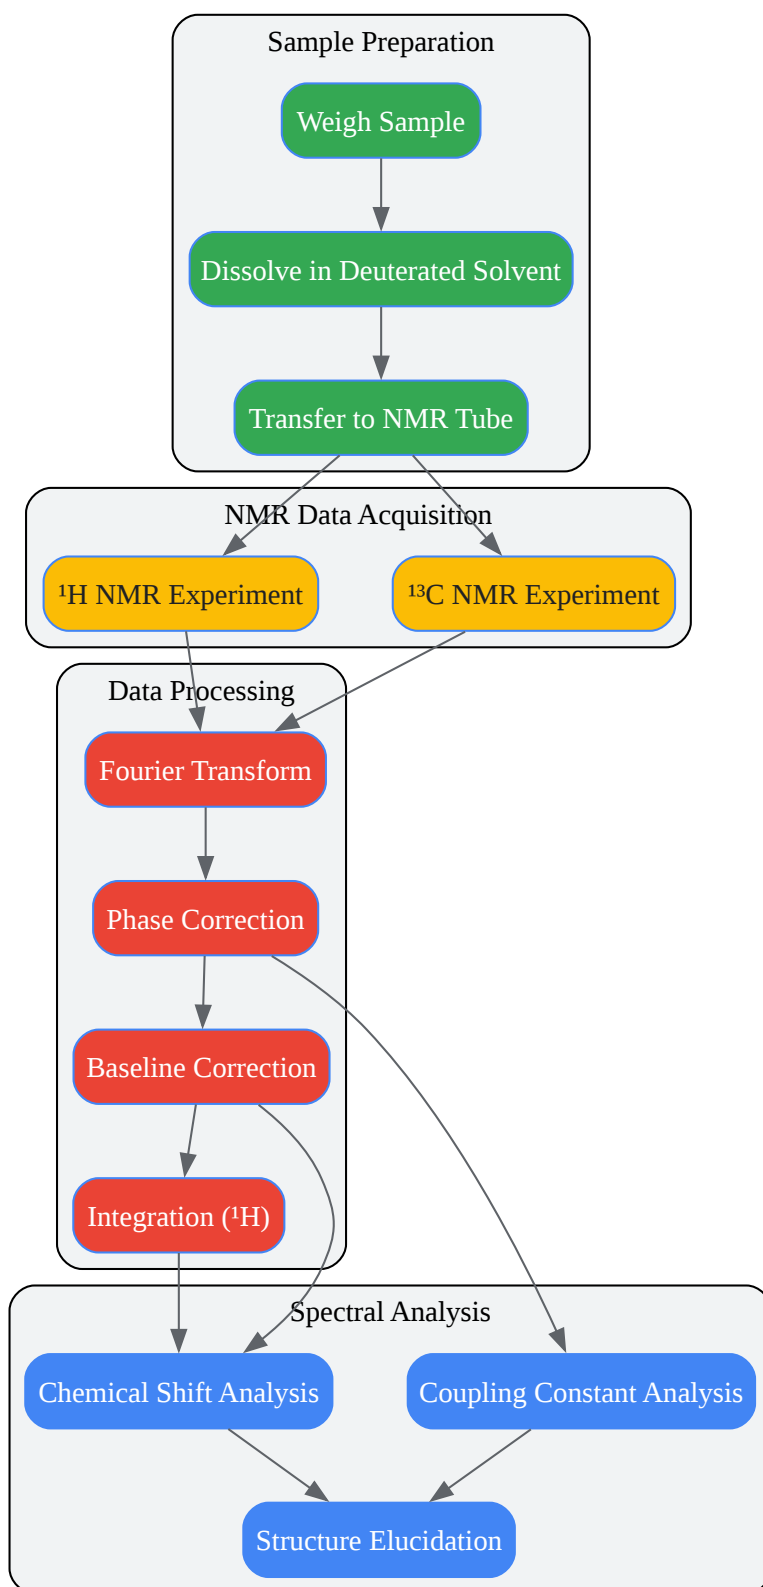 Sample Preparation
Weigh Sample
Dissolve in Deuterated Solvent
Transfer to NMR Tube
NMR Data Acquisition
¹H NMR Experiment
¹³C NMR Experiment
Data Processing
Fourier Transform
Phase Correction
Baseline Correction
Integration (¹H)
Spectral Analysis
Chemical Shift Analysis
Coupling Constant Analysis
Structure Elucidation